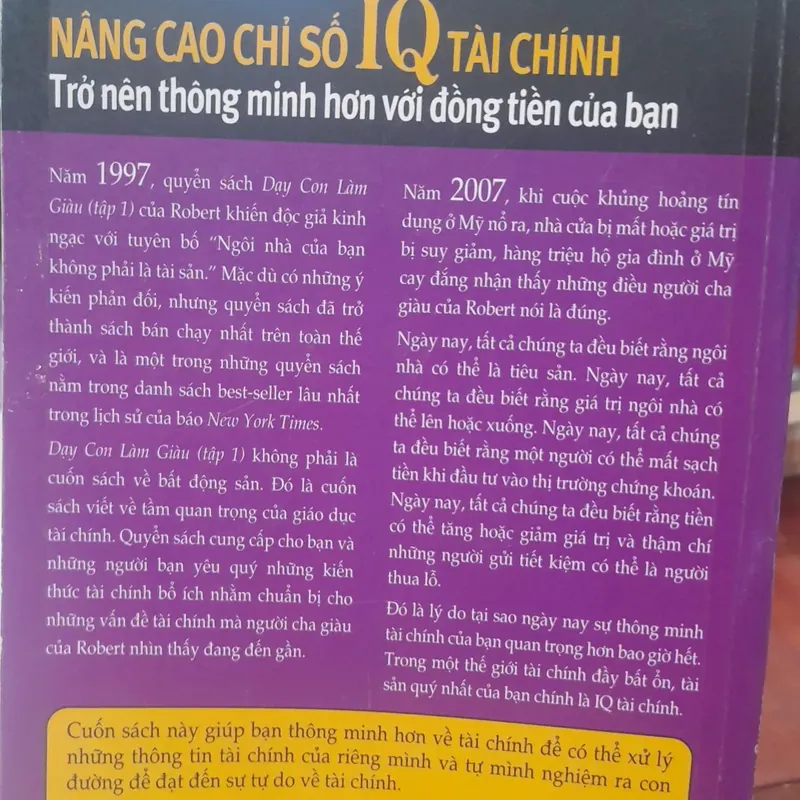 NÂNG CAO CHỈ SỐ IQ TÀI CHÍNH
Trở nên thông minh hơn với đồng tiền của bạn
Năm 1997, quyển sách Dạy Con Làm
Giàu (tập 1) của Robert khiến độc giả kinh
ngạc với tuyên bố “Ngôi nhà của bạn
không phải là tài sản.” Mặc dù có những ý
kiến phản đối, nhưng quyển sách đã trở
thành sách bán chạy nhất trên toàn thế
giới, và là một trong những quyển sách
nằm trong danh sách best-seller lâu nhất
trong lịch sử của báo New York Times.
Dạy Con Làm Giàu (tập 1) không phải là
cuốn sách về bất động sản. Đó là cuốn
sách viết về tầm quan trọng của giáo dục
tài chính. Quyển sách cung cấp cho bạn và
những người bạn yêu quý những kiến
thức tài chính bổ ích nhằm chuẩn bị cho
những vấn đề tài chính mà người cha giàu
của Robert nhìn thấy đang đến gần.
Năm 2007, khi cuộc khủng hoảng tín
dụng ở Mỹ nổ ra, nhà cửa bị mất hoặc giá trị
bị suy giảm, hàng triệu hộ gia đình ở Mỹ
cay đắng nhận thấy những điều người cha
giàu của Robert nói là đúng.
Ngày nay, tất cả chúng ta đều biết rằng ngôi
nhà có thể là tiêu sản. Ngày nay, tất cả
chúng ta đều biết rằng giá trị ngôi nhà có
thể lên hoặc xuống. Ngày nay, tất cả chúng
ta đều biết rằng một người có thể mất sạch
tiền khi đầu tư vào thị trường chứng khoán.
Ngày nay, tất cả chúng ta đều biết rằng tiền
có thể tăng hoặc giảm giá trị và thậm chí
những người gửi tiết kiệm có thể là người
thua lỗ.
Đó là lý do tại sao ngày nay sự thông minh
tài chính của bạn quan trọng hơn bao giờ hết.
Trong một thế giới tài chính đầy bất ổn, tài
sản quý nhất của bạn chính là IQ tài chính.
Cuốn sách này giúp bạn thông minh hơn về tài chính để có thể xử lý
những thông tin tài chính của riêng mình và tự mình nghiệm ra con
đường để đạt đến sự tự do về tài chính.